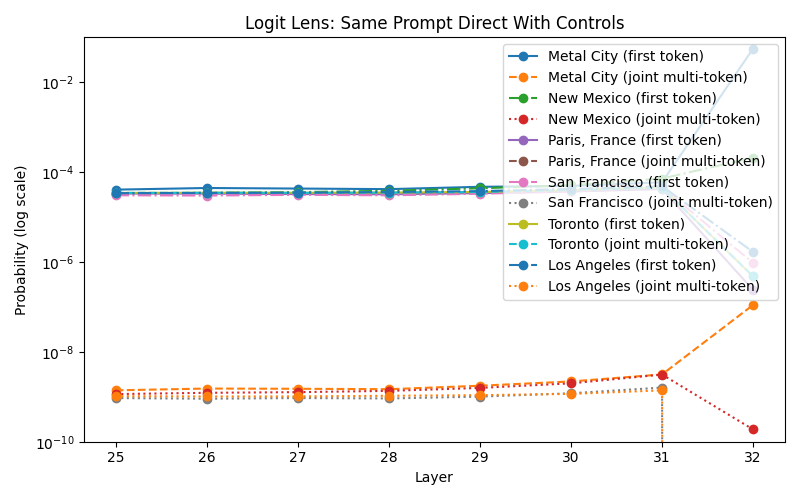 Logit Lens: Same Prompt Direct With Controls
Metal City (first token)
Metal City (joint multi-token)
New Mexico (first token)
New Mexico (joint multi-token)
Paris, France (first token)
Paris, France (joint multi-token)
San Francisco (first token)
San Francisco (joint multi-token)
Toronto (first token)
Toronto (joint multi-token)
Los Angeles (first token)
Los Angeles (joint multi-token)
Probability (log scale)
10⁻²
10⁻⁴
10⁻⁶
10⁻⁸
10⁻¹⁰
25 26 27 28 29 30 31 32
Layer